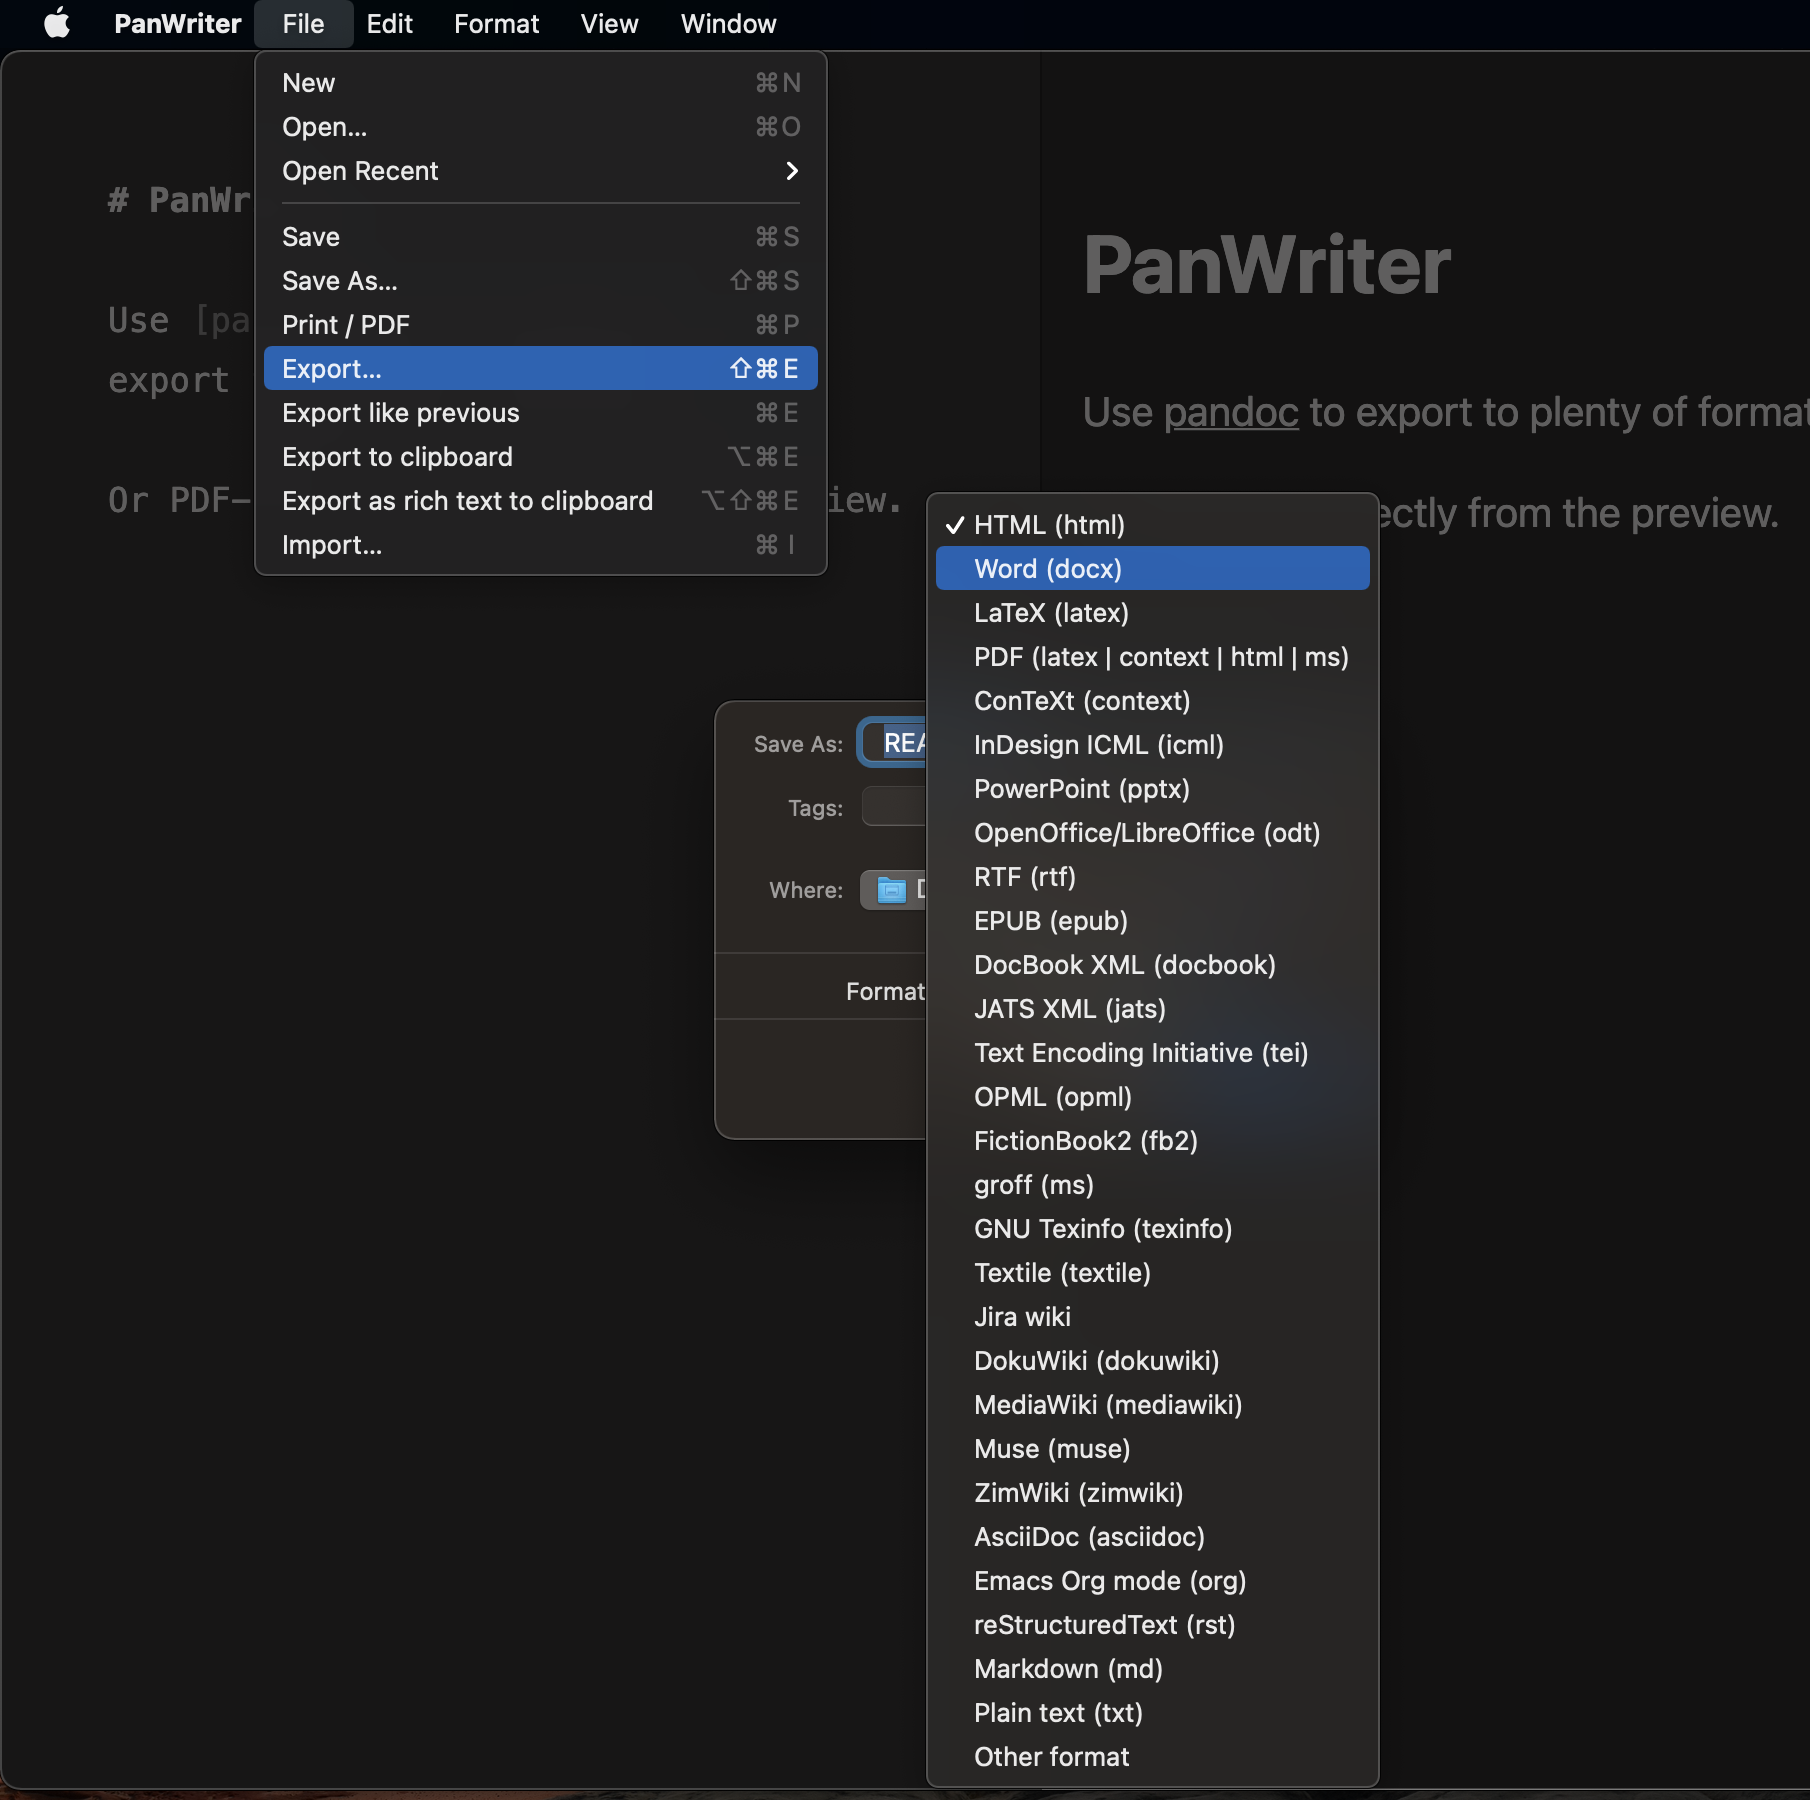 PanWriter File Edit Format View Window
New ⌘N
Open... ⌘O
Open Recent
Save ⌘S
Save As... ⇧⌘S
Print / PDF ⌘P
Export... ⇧⌘E
Export like previous ⌘E
Export to clipboard ⌥⌘E
Export as rich text to clipboard ⌥⇧⌘E
Import... ⌘I
# PanWr
Use [pa
export
Or PDF- iew.
PanWriter
Use pandoc to export to plenty of format
ectly from the preview.
Save As: REA
Tags:
Where: D
Format
✓ HTML (html)
Word (docx)
LaTeX (latex)
PDF (latex | context | html | ms)
ConTeXt (context)
InDesign ICML (icml)
PowerPoint (pptx)
OpenOffice/LibreOffice (odt)
RTF (rtf)
EPUB (epub)
DocBook XML (docbook)
JATS XML (jats)
Text Encoding Initiative (tei)
OPML (opml)
FictionBook2 (fb2)
groff (ms)
GNU Texinfo (texinfo)
Textile (textile)
Jira wiki
DokuWiki (dokuwiki)
MediaWiki (mediawiki)
Muse (muse)
ZimWiki (zimwiki)
AsciiDoc (asciidoc)
Emacs Org mode (org)
reStructuredText (rst)
Markdown (md)
Plain text (txt)
Other format